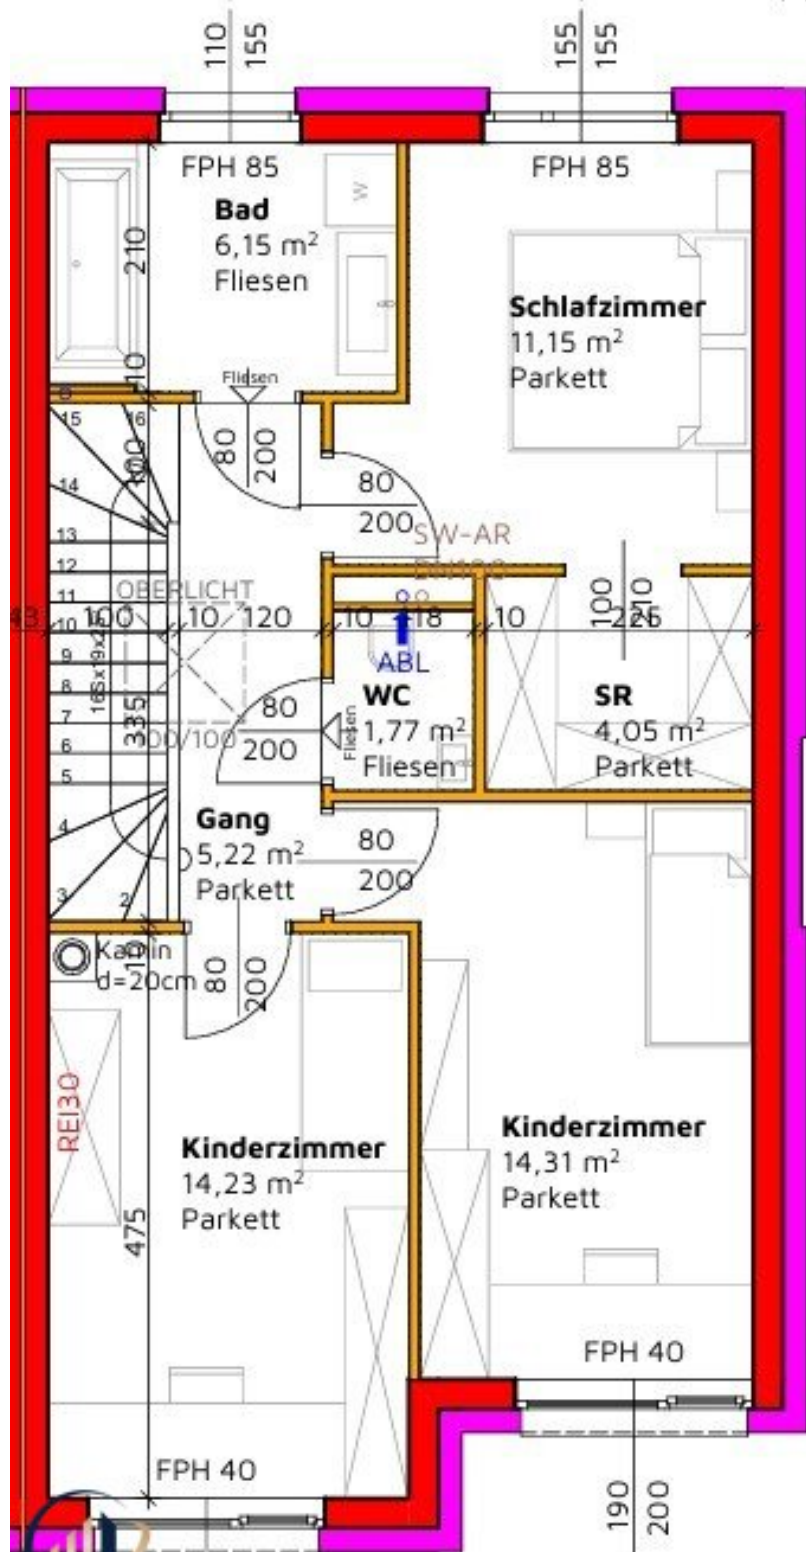 110
155
155
155
FPH 85
FPH 85
W
Bad
6,15 m²
Fliesen
210
Schlafzimmer
11,15 m²
Parkett
10
Fliesen
15
16
100
80
200
80
200
14
13
12
11
10
9
8
7
6
5
4
3
2
SW-AR
OBERLICHT
100
10
120
10
10
100
210
225
ABL
WC
1,77 m²
Fliesen
Fliesen
SR
4,05 m²
Parkett
335
80
200
Gang
5,22 m²
Parkett
80
200
Kamin
d=20cm
10
80
200
REI30
Kinderzimmer
14,23 m²
Parkett
Kinderzimmer
14,31 m²
Parkett
475
FPH 40
FPH 40
190
200